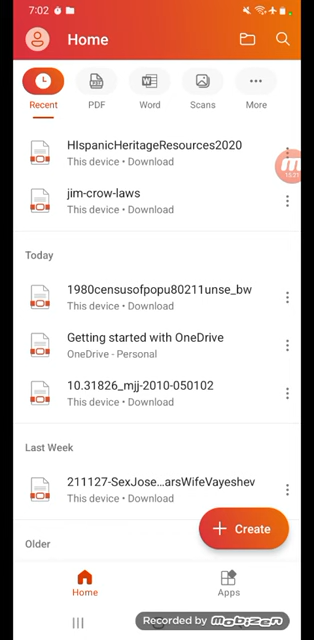 7:02
Home
Recent
PDF
Word
Scans
More
HIspanicHeritageResources2020
This device • Download
jim-crow-laws
This device • Download
Today
1980censusofpopu80211unse_bw
This device • Download
Getting started with OneDrive
OneDrive - Personal
10.31826_mjj-2010-050102
This device • Download
Last Week
211127-SexJose...arsWifeVayeshev
This device • Download
Create
Older
Home
Apps
Recorded by Mobizen